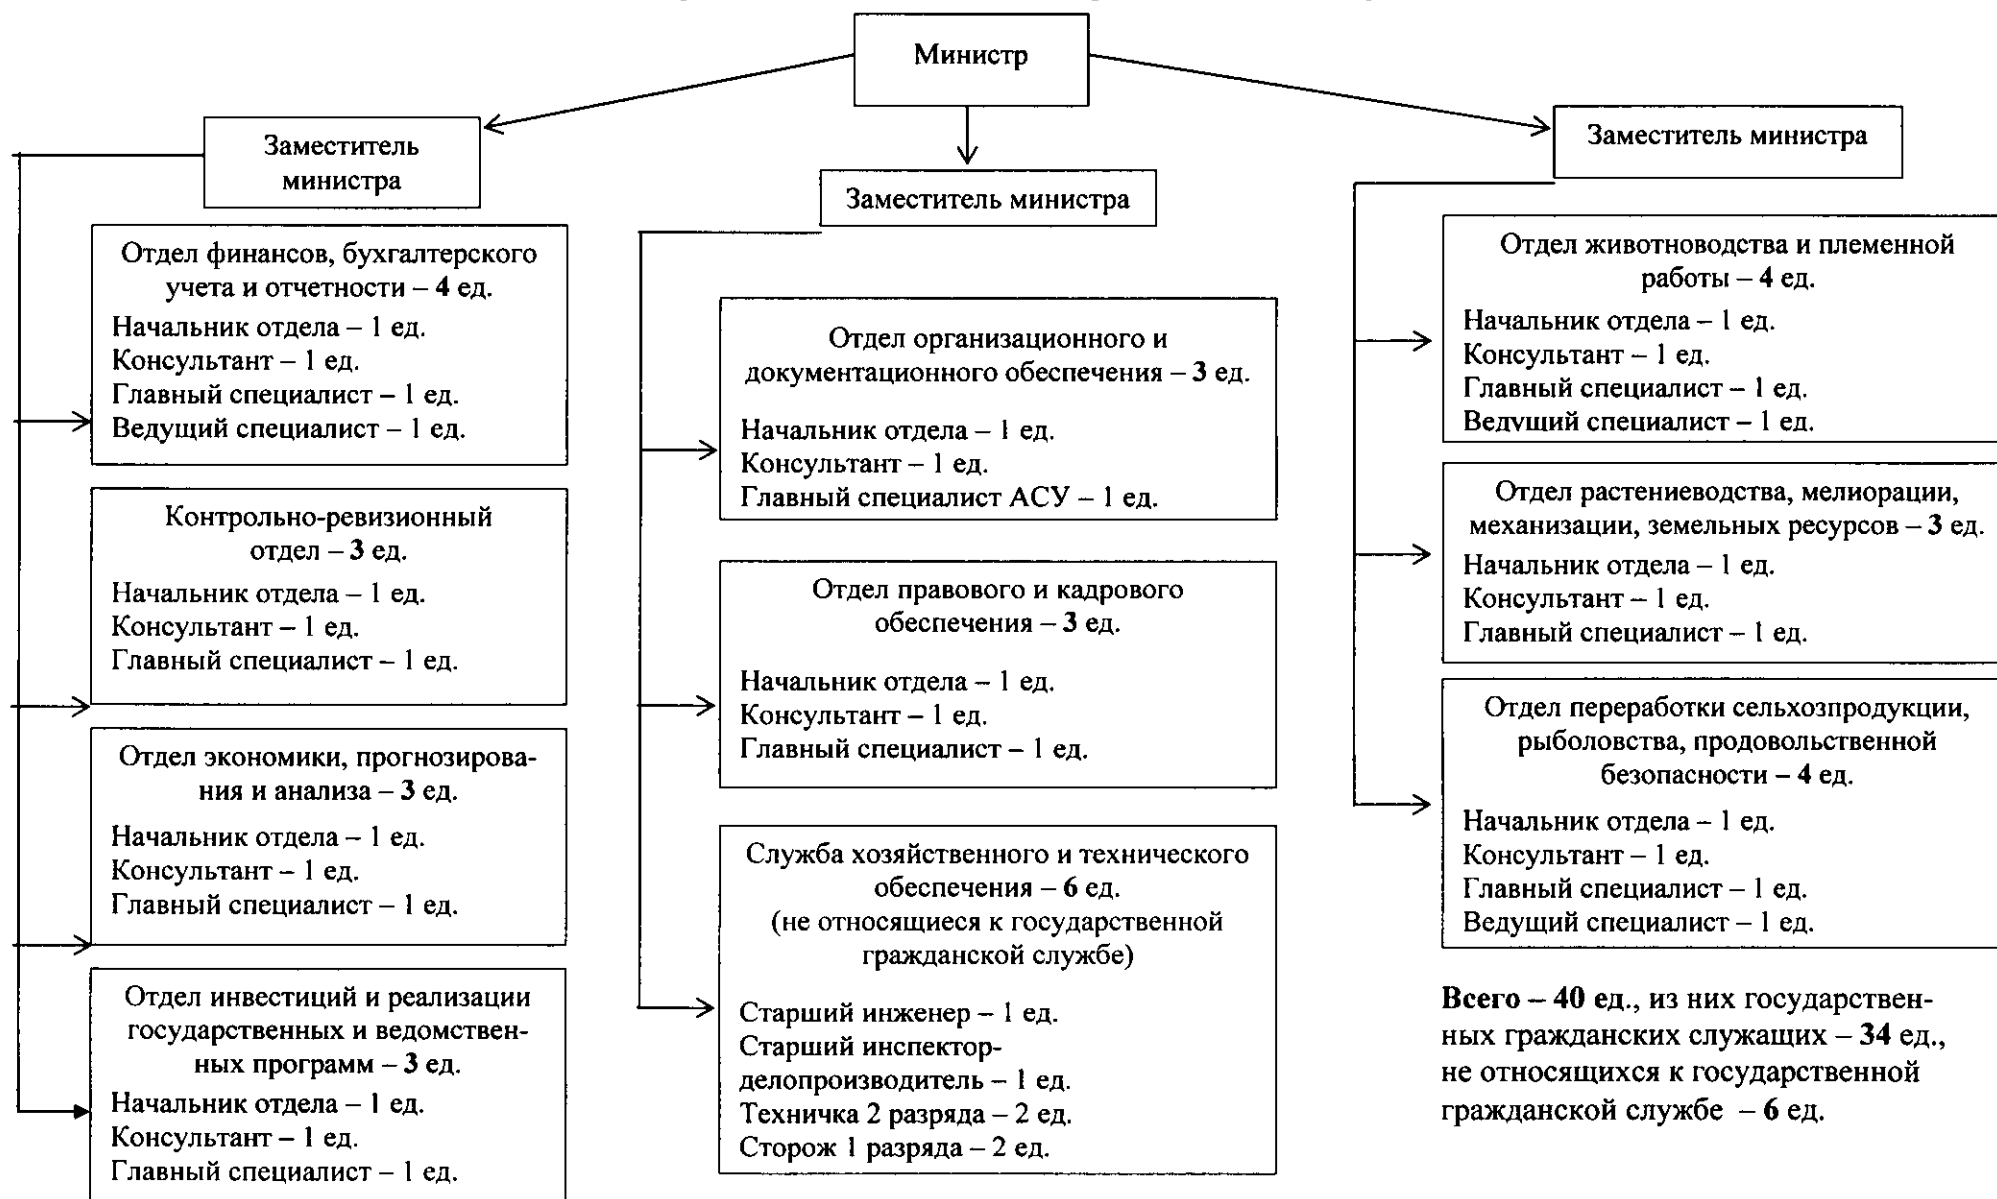 Министр
Заместитель
министра
Отдел финансов, бухгалтерского
учета и отчетности – 4 ед.
Начальник отдела – 1 ед.
Консультант – 1 ед.
Главный специалист – 1 ед.
Ведущий специалист – 1 ед.
Контрольно-ревизионный
отдел – 3 ед.
Начальник отдела – 1 ед.
Консультант – 1 ед.
Главный специалист – 1 ед.
Отдел экономики, прогнозирова-
ния и анализа – 3 ед.
Начальник отдела – 1 ед.
Консультант – 1 ед.
Главный специалист – 1 ед.
Отдел инвестиций и реализации
государственных и ведомствен-
ных программ – 3 ед.
Начальник отдела – 1 ед.
Консультант – 1 ед.
Главный специалист – 1 ед.
Заместитель министра
Отдел организационного и
документационного обеспечения – 3 ед.
Начальник отдела – 1 ед.
Консультант – 1 ед.
Главный специалист АСУ – 1 ед.
Отдел правового и кадрового
обеспечения – 3 ед.
Начальник отдела – 1 ед.
Консультант – 1 ед.
Главный специалист – 1 ед.
Служба хозяйственного и технического
обеспечения – 6 ед.
(не относящиеся к государственной
гражданской службе)
Старший инженер – 1 ед.
Старший инспектор-
делопроизводитель – 1 ед.
Техничка 2 разряда – 2 ед.
Сторож 1 разряда – 2 ед.
Заместитель министра
Отдел животноводства и племенной
работы – 4 ед.
Начальник отдела – 1 ед.
Консультант – 1 ед.
Главный специалист – 1 ед.
Ведущий специалист – 1 ед.
Отдел растениеводства, мелиорации,
механизации, земельных ресурсов – 3 ед.
Начальник отдела – 1 ед.
Консультант – 1 ед.
Главный специалист – 1 ед.
Отдел переработки сельхозпродукции,
рыболовства, продовольственной
безопасности – 4 ед.
Начальник отдела – 1 ед.
Консультант – 1 ед.
Главный специалист – 1 ед.
Ведущий специалист – 1 ед.
Всего – 40 ед., из них государствен-
ных гражданских служащих – 34 ед.,
не относящихся к государственной
гражданской службе – 6 ед.